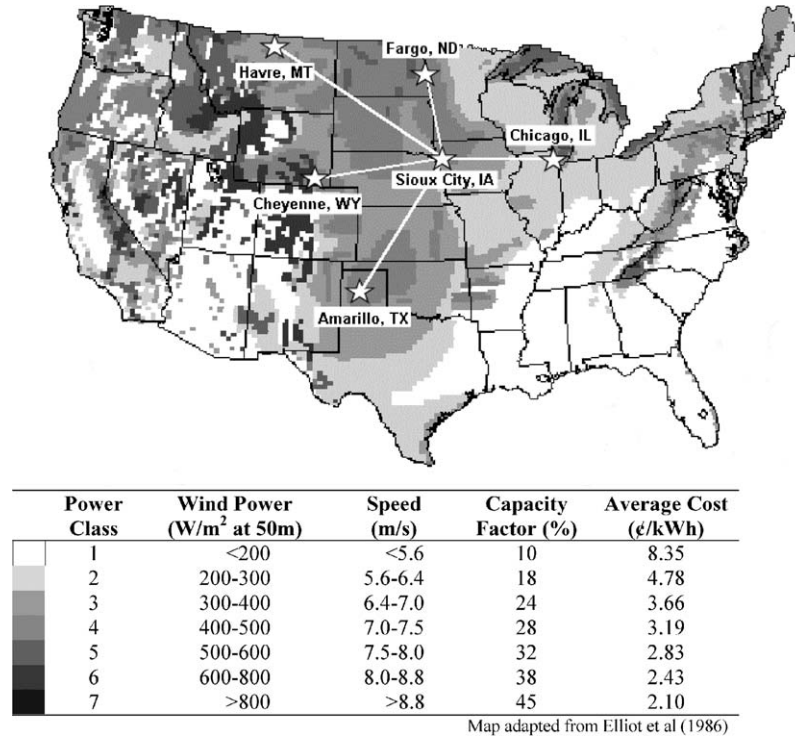 Fargo, ND
Havre, MT
Chicago, IL
Sioux City, IA
Cheyenne, WY
Amarillo, TX
Power Class Wind Power (W/m² at 50m) Speed (m/s) Capacity Factor (%) Average Cost (¢/kWh)
1 <200 <5.6 10 8.35
2 200-300 5.6-6.4 18 4.78
3 300-400 6.4-7.0 24 3.66
4 400-500 7.0-7.5 28 3.19
5 500-600 7.5-8.0 32 2.83
6 600-800 8.0-8.8 38 2.43
7 >800 >8.8 45 2.10
Map adapted from Elliot et al (1986)